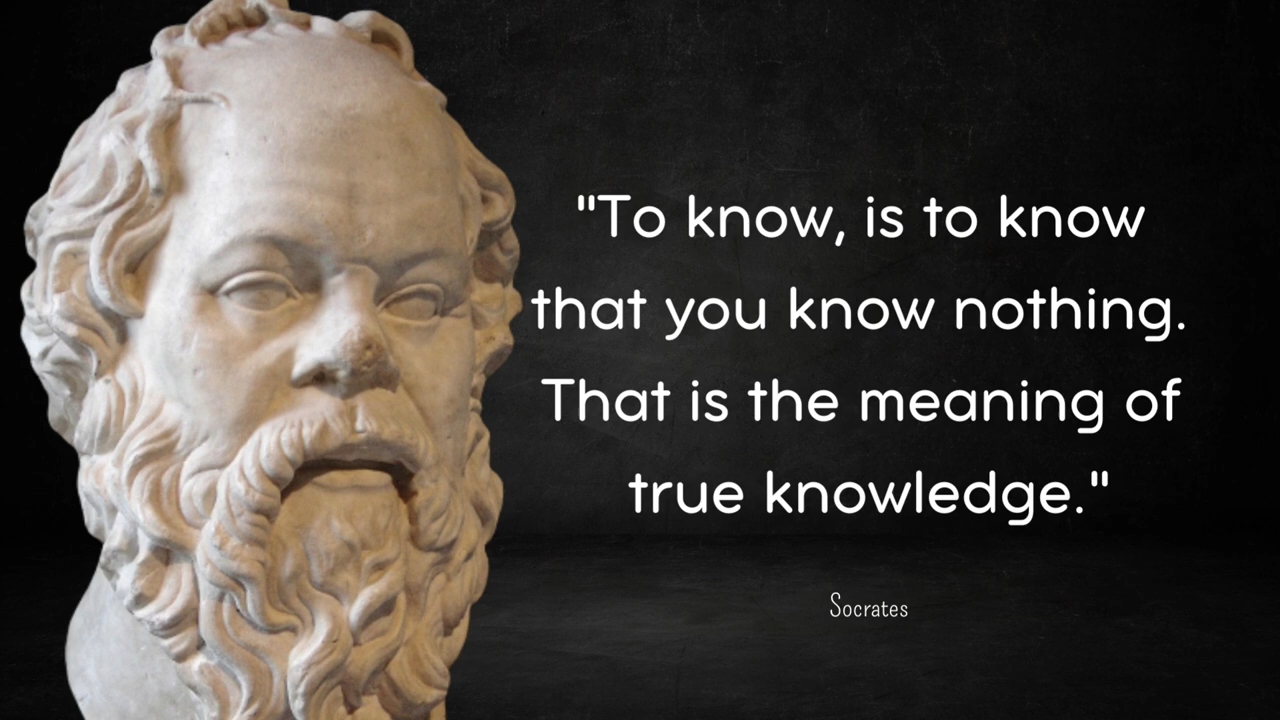 "To know, is to know
that you know nothing.
That is the meaning of
true knowledge."
Socrates